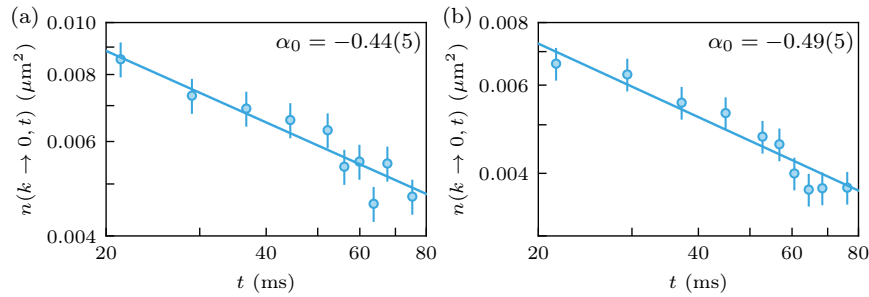 (a)
0.010
0.008
0.006
0.004
n(k → 0, t) (μm²)
α₀ = −0.44(5)
20
40
60
80
t (ms)
(b)
0.008
0.006
0.004
n(k → 0, t) (μm²)
α₀ = −0.49(5)
20
40
60
80
t (ms)